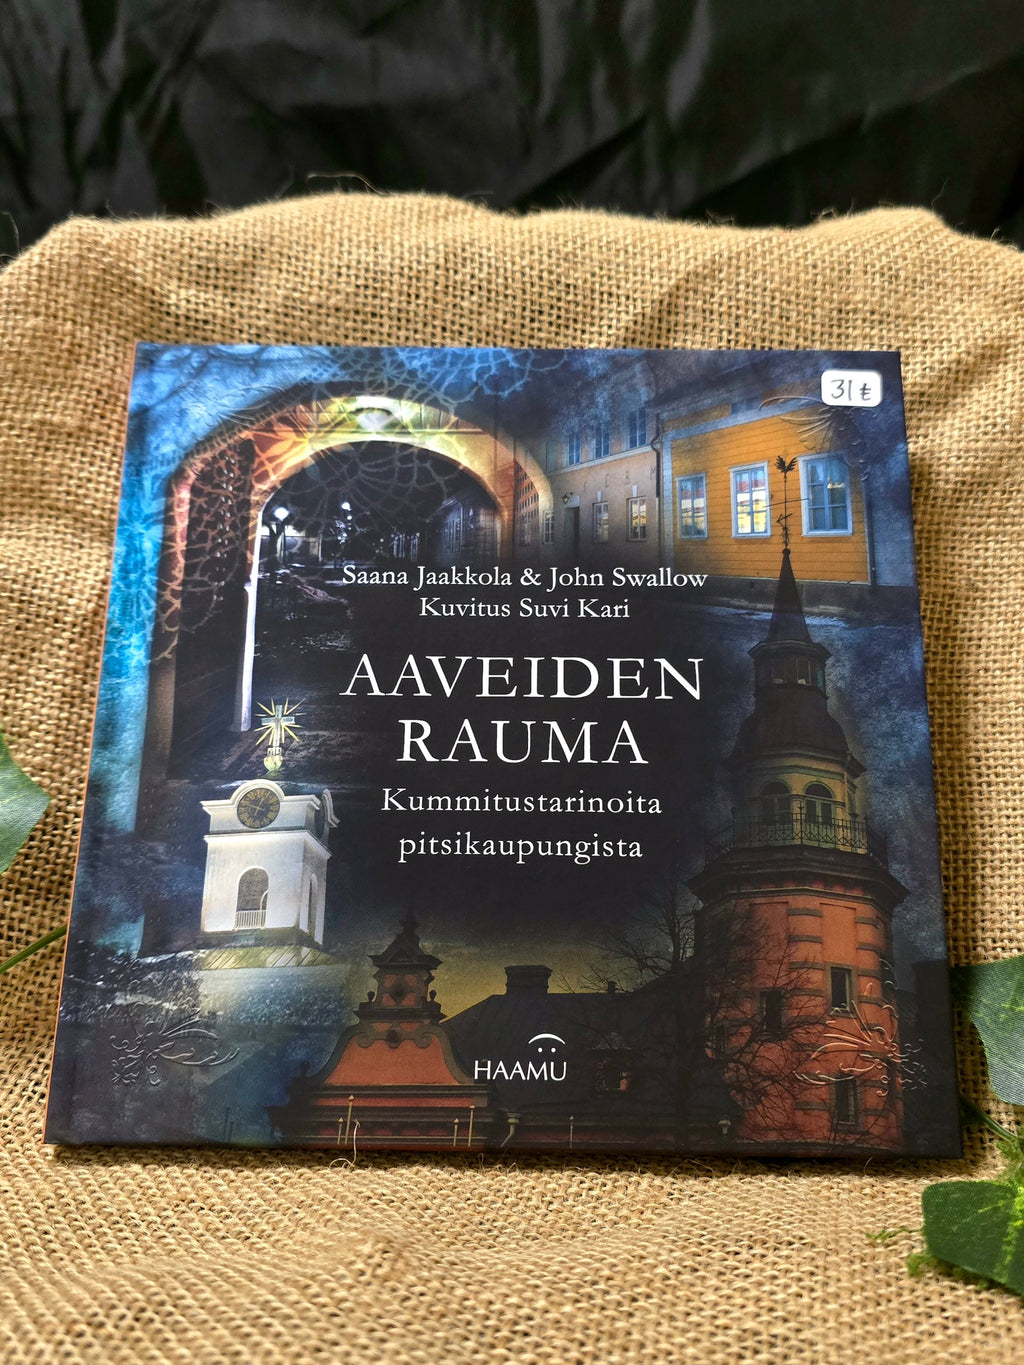 31 €
Saana Jaakkola & John Swallow
Kuvitus Suvi Kari
AAVEIDEN
RAUMA
Kummitustarinoita
pitsikaupungista
HAAMU